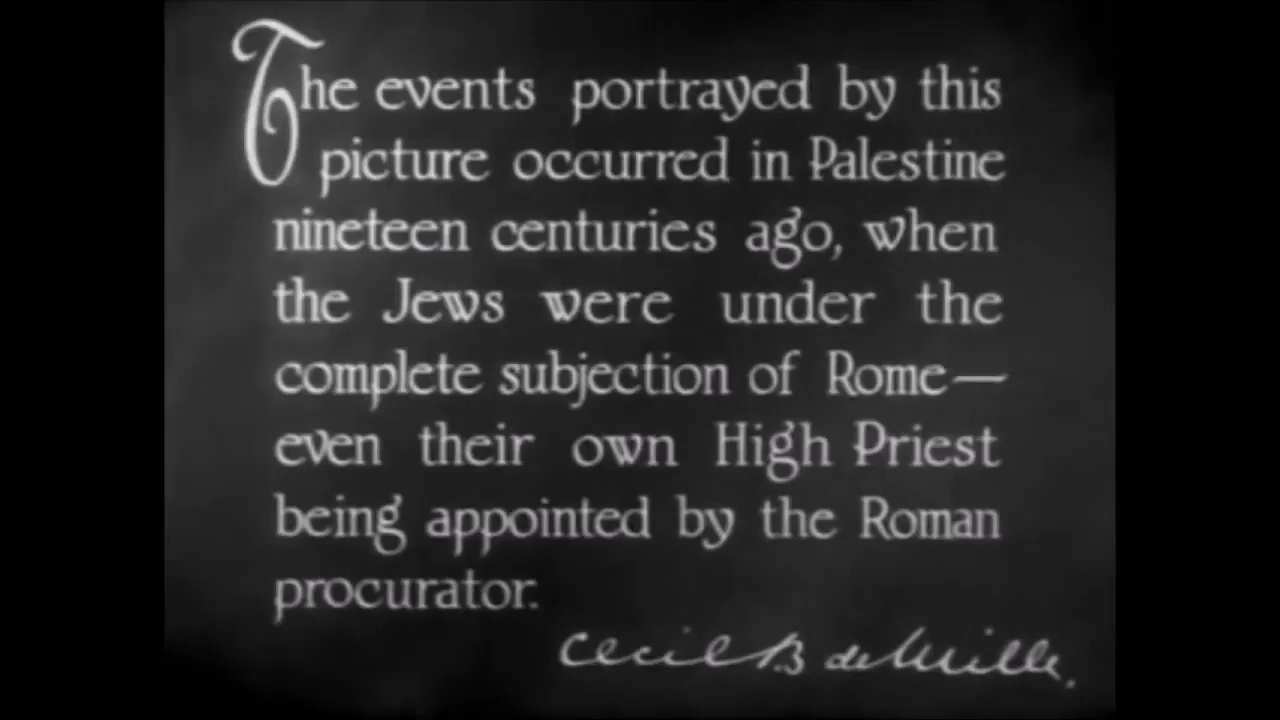 The events portrayed by this
picture occurred in Palestine
nineteen centuries ago, when
the Jews were under the
complete subjection of Rome—
even their own High Priest
being appointed by the Roman
procurator.
Cecil B deMille.